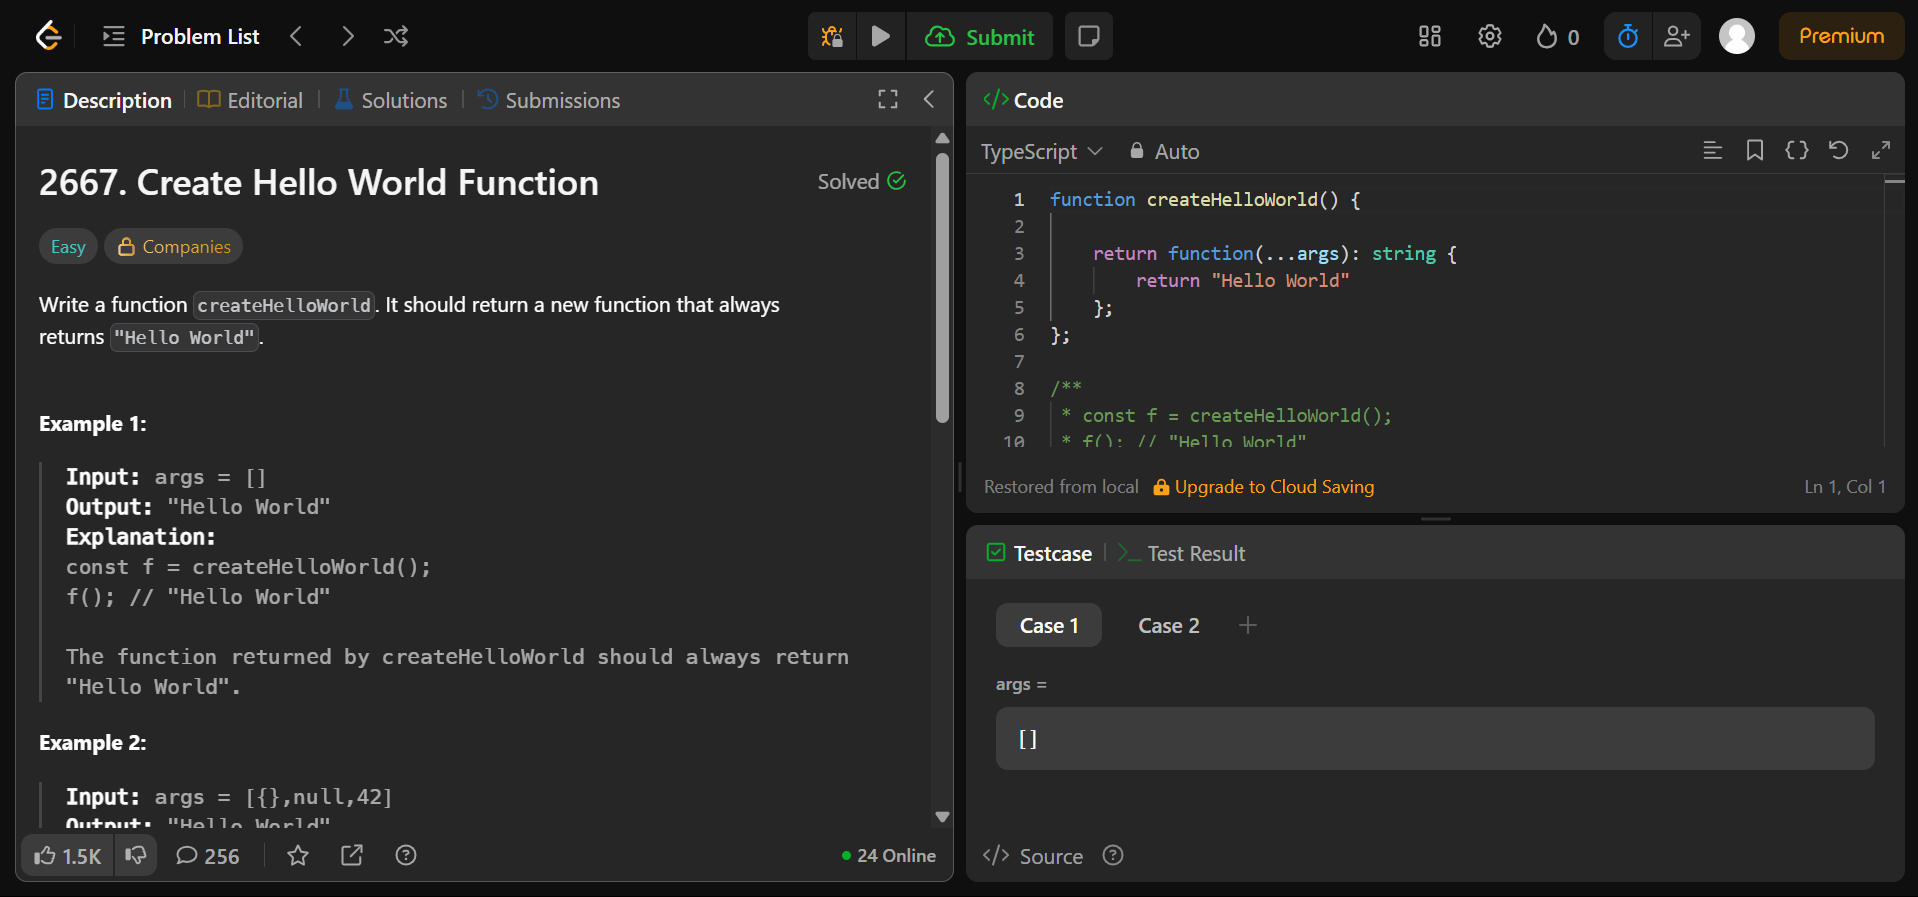 Problem List
Submit
0
Premium
Description
Editorial
Solutions
Submissions
2667. Create Hello World Function
Solved
Easy
Companies
Write a function createHelloWorld. It should return a new function that always
returns "Hello World".
Example 1:
Input: args = []
Output: "Hello World"
Explanation:
const f = createHelloWorld();
f(); // "Hello World"
The function returned by createHelloWorld should always return
"Hello World".
Example 2:
Input: args = [{},null,42]
Output: "Hello World"
1.5K
256
24 Online
</> Code
TypeScript
Auto
1 function createHelloWorld() {
2
3 return function(...args): string {
4 return "Hello World"
5 };
6 };
7
8 /**
9 * const f = createHelloWorld();
10 * f(); // "Hello World"
Restored from local
Upgrade to Cloud Saving
Ln 1, Col 1
Testcase
>_ Test Result
Case 1
Case 2
+
args =
[]
</> Source